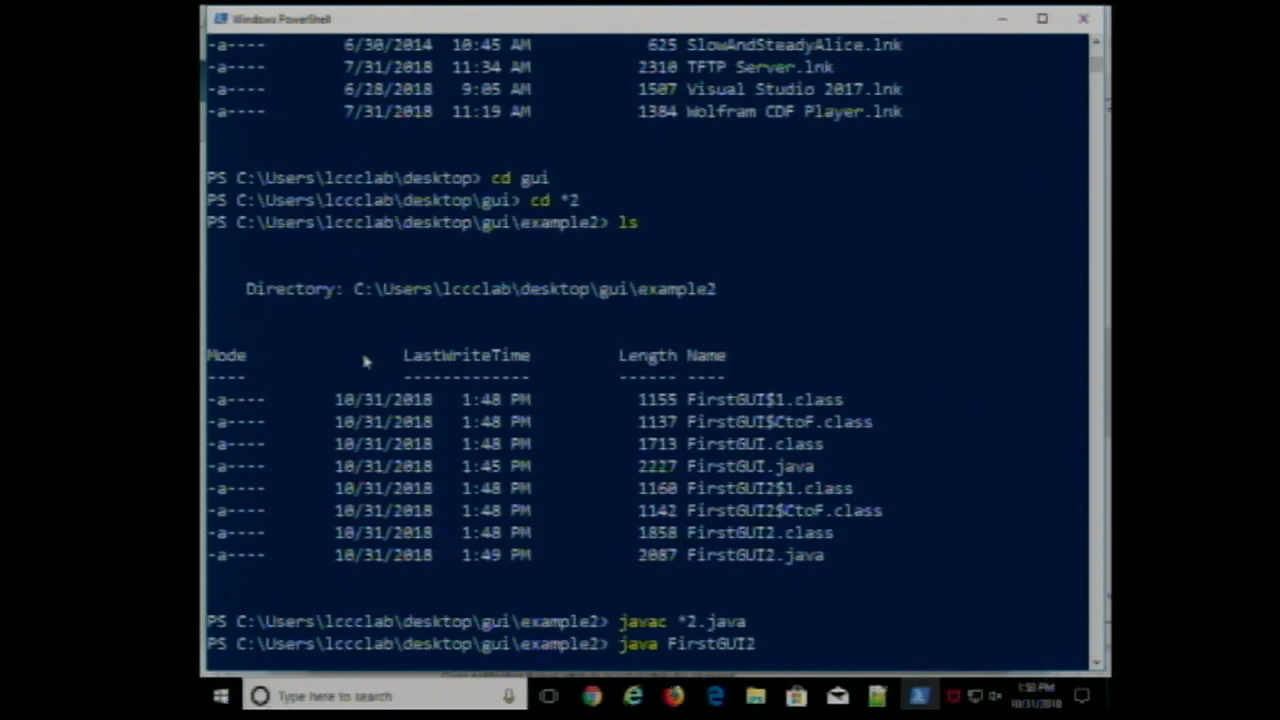 Windows PowerShell
-a---- 6/30/2014 10:45 AM 625 SlowAndSteadyAlice.lnk
-a---- 7/31/2018 11:34 AM 2310 TFTP Server.lnk
-a---- 6/28/2018 9:05 AM 1507 Visual Studio 2017.lnk
-a---- 7/31/2018 11:19 AM 1384 Wolfram CDF Player.lnk
PS C:\Users\lccclab\desktop> cd gui
PS C:\Users\lccclab\desktop\gui> cd *2
PS C:\Users\lccclab\desktop\gui\example2> ls
Directory: C:\Users\lccclab\desktop\gui\example2
Mode LastWriteTime Length Name
---- ------------- ------ ----
-a---- 10/31/2018 1:48 PM 1155 FirstGUI$1.class
-a---- 10/31/2018 1:48 PM 1137 FirstGUI$CtoF.class
-a---- 10/31/2018 1:48 PM 1713 FirstGUI.class
-a---- 10/31/2018 1:45 PM 2227 FirstGUI.java
-a---- 10/31/2018 1:48 PM 1160 FirstGUI2$1.class
-a---- 10/31/2018 1:48 PM 1142 FirstGUI2$CtoF.class
-a---- 10/31/2018 1:48 PM 1858 FirstGUI2.class
-a---- 10/31/2018 1:49 PM 2087 FirstGUI2.java
PS C:\Users\lccclab\desktop\gui\example2> javac *2.java
PS C:\Users\lccclab\desktop\gui\example2> java FirstGUI2
Type here to search
1:50 PM
10/31/2018